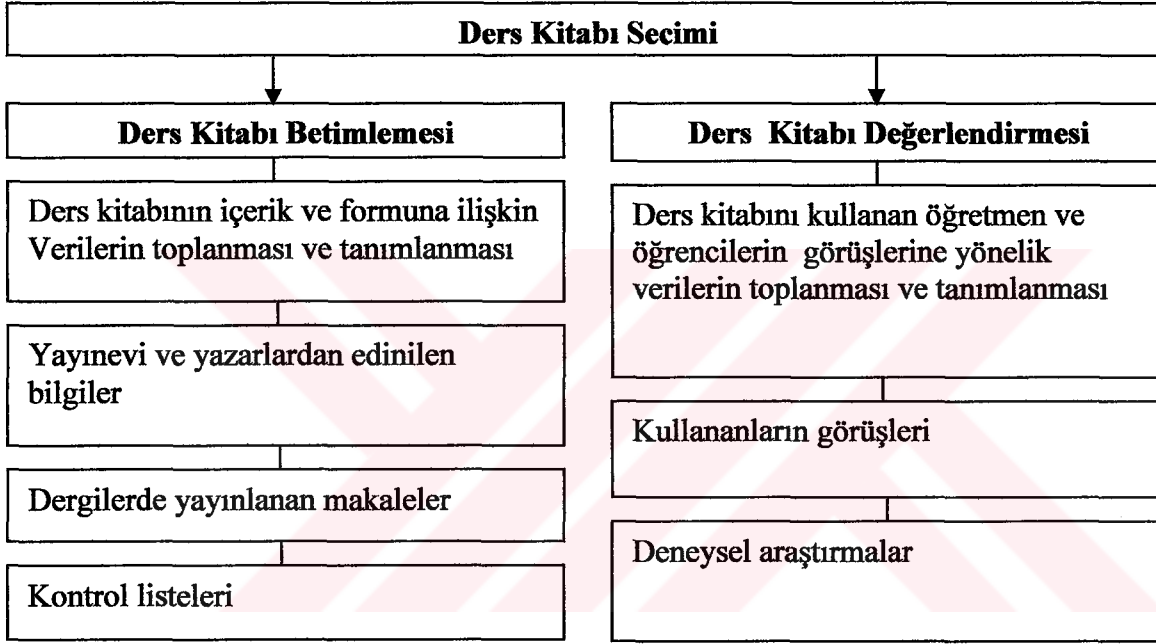 Ders Kitabı Secimi
Ders Kitabı Betimlemesi
Ders kitabının içerik ve formuna ilişkin
Verilerin toplanması ve tanımlanması
Yayınevi ve yazarlardan edinilen
bilgiler
Dergilerde yayınlanan makaleler
Kontrol listeleri
Ders Kitabı Değerlendirmesi
Ders kitabını kullanan öğretmen ve
öğrencilerin görüşlerine yönelik
verilerin toplanması ve tanımlanması
Kullananların görüşleri
Deneysel araştırmalar